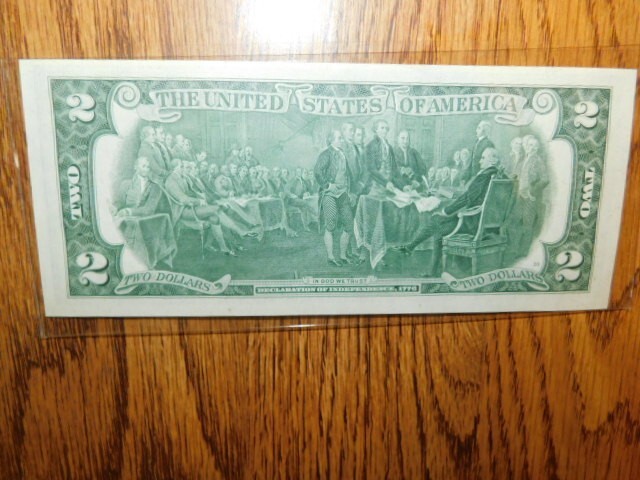 2 THE UNITED STATES OF AMERICA 2
TWO TWO
2 TWO DOLLARS TWO DOLLARS 2
IN GOD WE TRUST
DECLARATION OF INDEPENDENCE, 1776